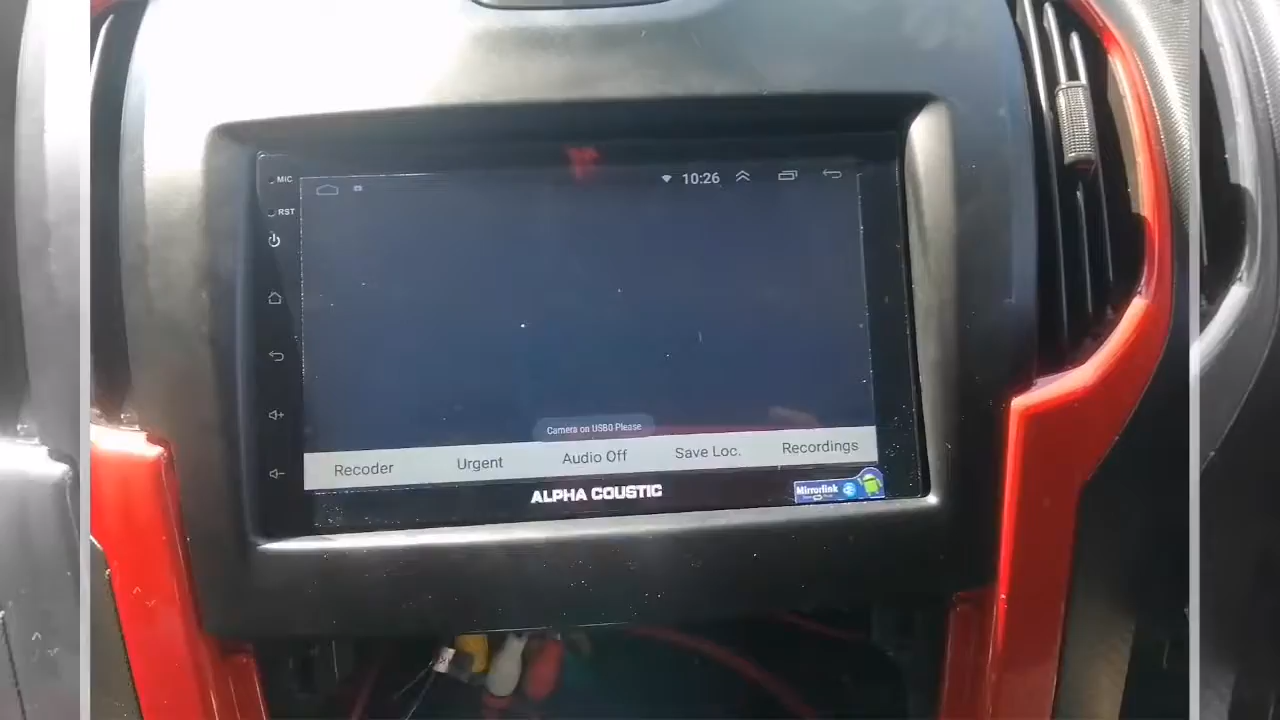 MIC
10:26
RST
Camera on USB0 Please
Recoder
Urgent
Audio Off
Save Loc.
Recordings
ALPHA COUSTIC
Mirrorlink